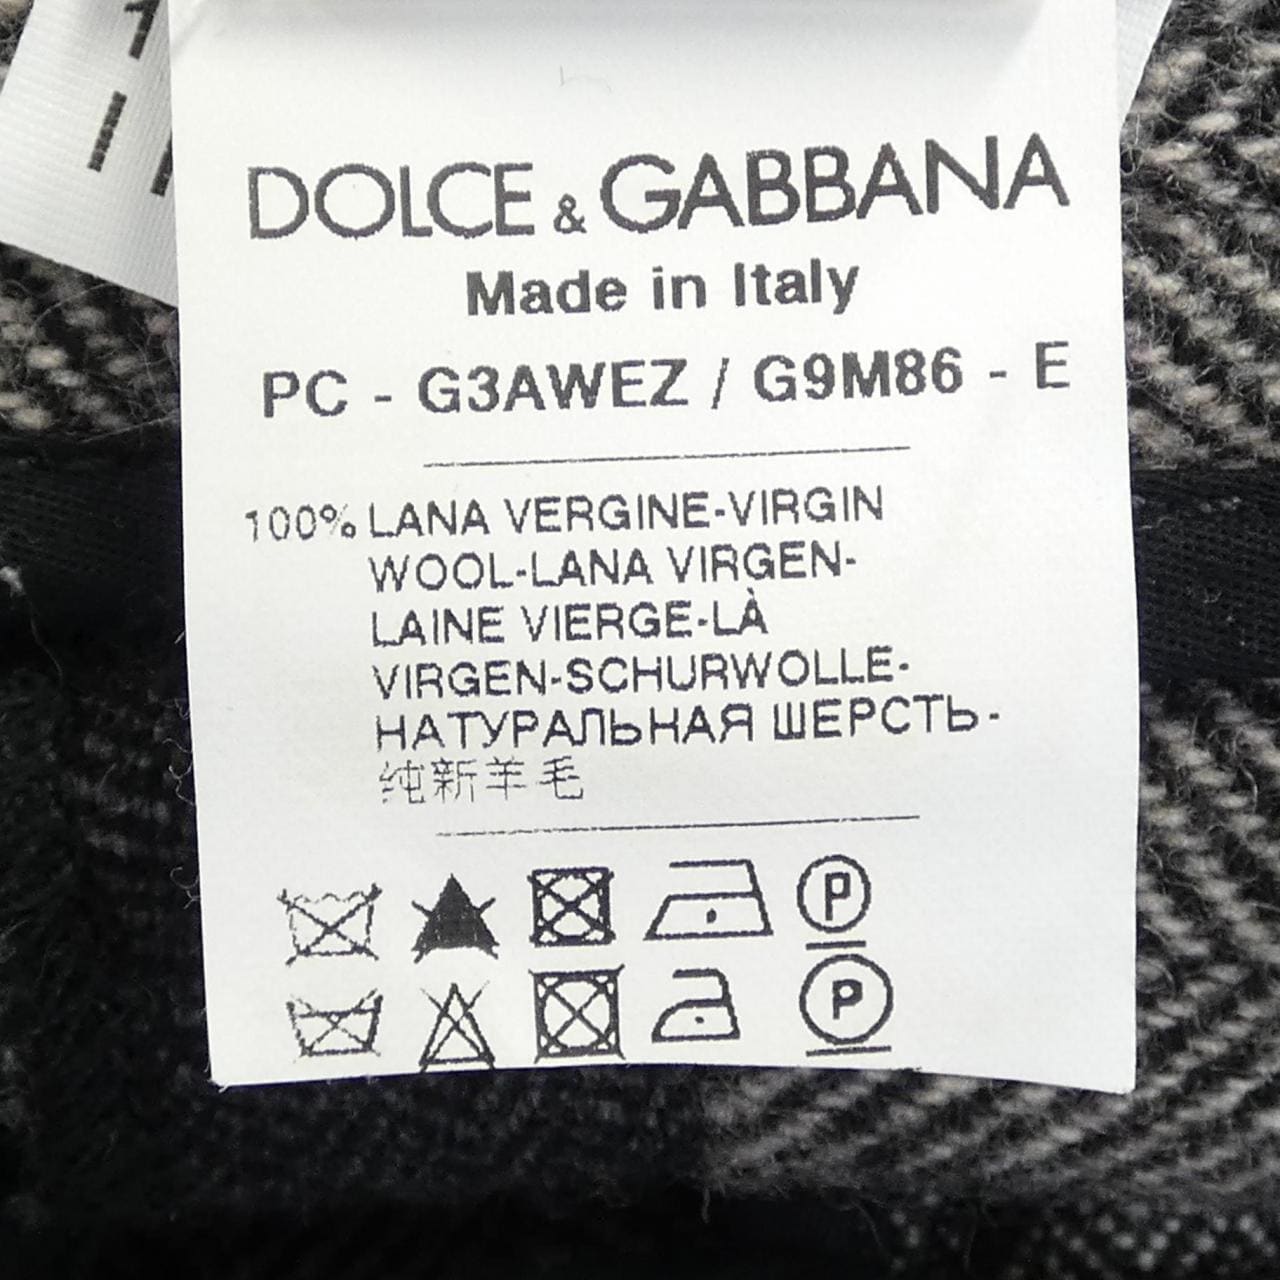 DOLCE & GABBANA
Made in Italy
PC - G3AWEZ / G9M86 - E
100% LANA VERGINE-VIRGIN
WOOL-LANA VIRGEN-
LAINE VIERGE-LÀ
VIRGEN-SCHURWOLLE-
НАТУРАЛЬНАЯ ШЕРСТЬ-
纯新羊毛
P
P